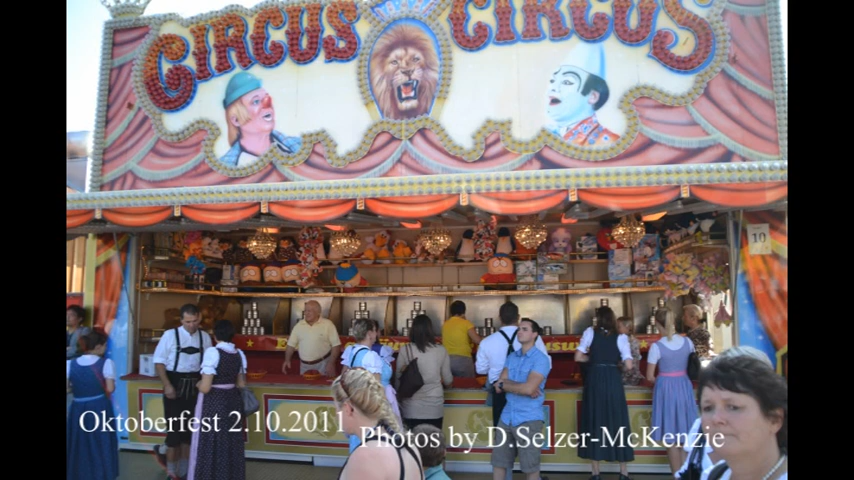 CIRCUS CIRCUS
10
Oktoberfest 2.10.2011
Photos by D.Selzer-McKenzie